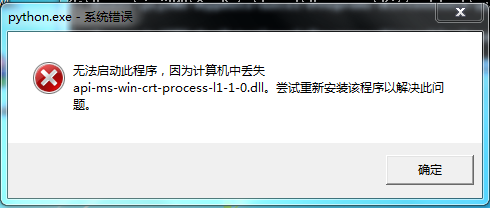 python.exe - 系统错误
无法启动此程序，因为计算机中丢失
api-ms-win-crt-process-l1-1-0.dll。尝试重新安装该程序以解决此问
题。
确定